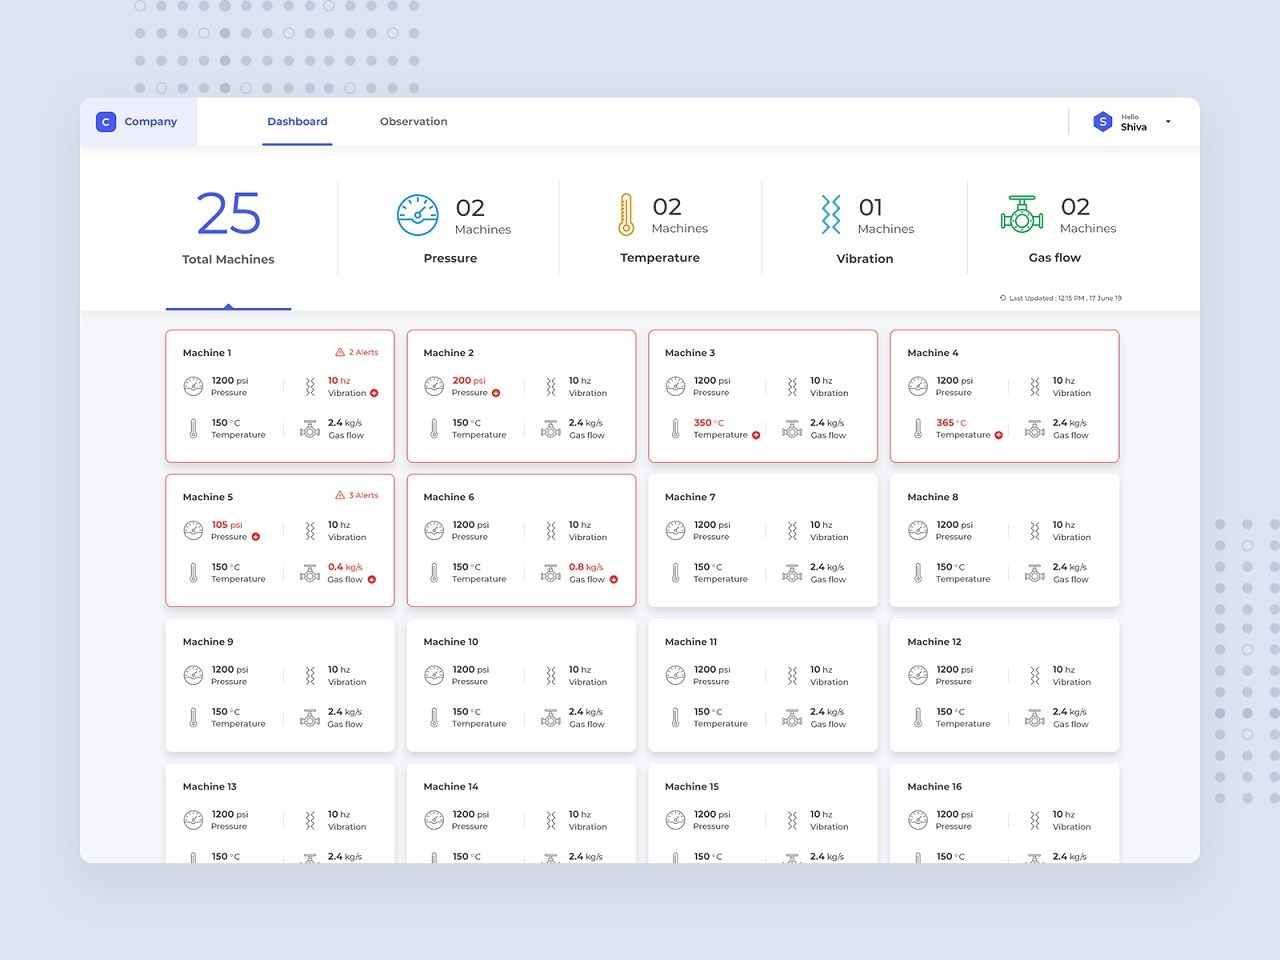 C Company
Dashboard
Observation
S
Hello
Shiva
25
Total Machines
02
Machines
Pressure
02
Machines
Temperature
01
Machines
Vibration
02
Machines
Gas flow
Last Updated : 12:15 PM , 17 June 19
Machine 1
2 Alerts
1200 psi
Pressure
10 hz
Vibration
150 °C
Temperature
2.4 kg/s
Gas flow
Machine 2
200 psi
Pressure
10 hz
Vibration
150 °C
Temperature
2.4 kg/s
Gas flow
Machine 3
1200 psi
Pressure
10 hz
Vibration
350 °C
Temperature
2.4 kg/s
Gas flow
Machine 4
1200 psi
Pressure
10 hz
Vibration
365 °C
Temperature
2.4 kg/s
Gas flow
Machine 5
3 Alerts
105 psi
Pressure
10 hz
Vibration
150 °C
Temperature
0.4 kg/s
Gas flow
Machine 6
1200 psi
Pressure
10 hz
Vibration
150 °C
Temperature
0.8 kg/s
Gas flow
Machine 7
1200 psi
Pressure
10 hz
Vibration
150 °C
Temperature
2.4 kg/s
Gas flow
Machine 8
1200 psi
Pressure
10 hz
Vibration
150 °C
Temperature
2.4 kg/s
Gas flow
Machine 9
1200 psi
Pressure
10 hz
Vibration
150 °C
Temperature
2.4 kg/s
Gas flow
Machine 10
1200 psi
Pressure
10 hz
Vibration
150 °C
Temperature
2.4 kg/s
Gas flow
Machine 11
1200 psi
Pressure
10 hz
Vibration
150 °C
Temperature
2.4 kg/s
Gas flow
Machine 12
1200 psi
Pressure
10 hz
Vibration
150 °C
Temperature
2.4 kg/s
Gas flow
Machine 13
1200 psi
Pressure
10 hz
Vibration
150 °C
2.4 kg/s
Machine 14
1200 psi
Pressure
10 hz
Vibration
150 °C
2.4 kg/s
Machine 15
1200 psi
Pressure
10 hz
Vibration
150 °C
2.4 kg/s
Machine 16
1200 psi
Pressure
10 hz
Vibration
150 °C
2.4 kg/s